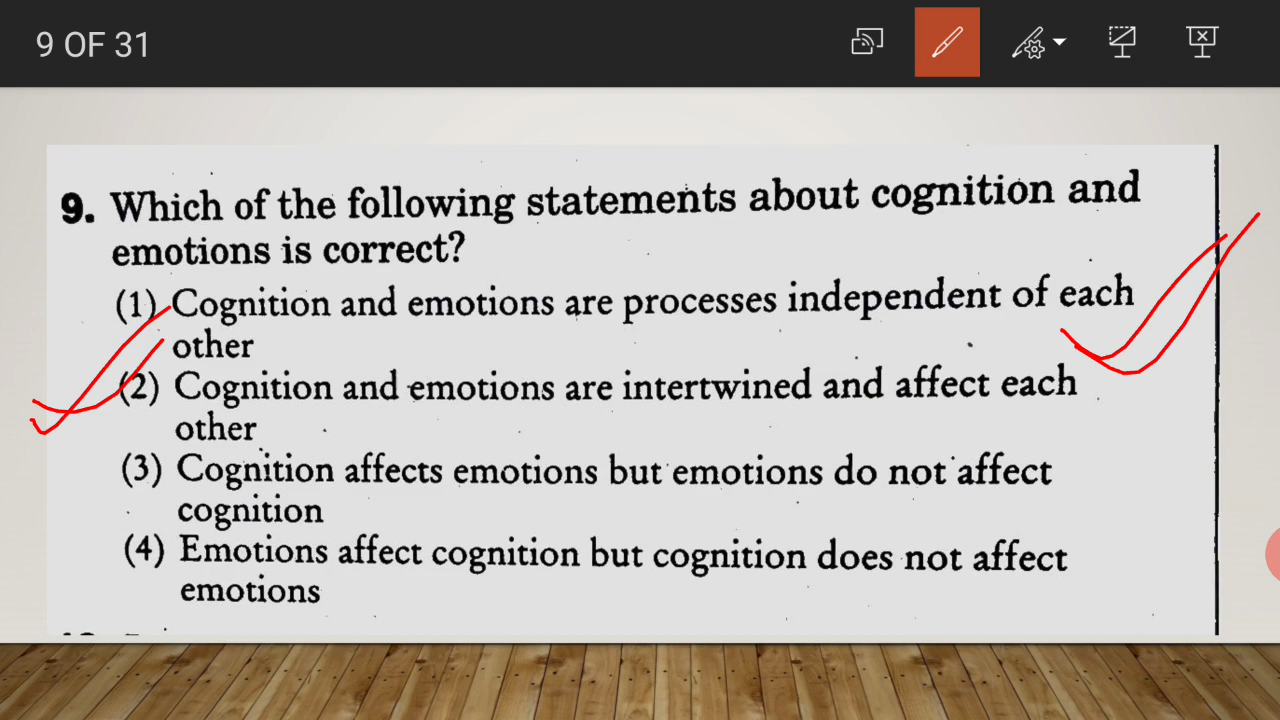 9 OF 31
9. Which of the following statements about cognition and
emotions is correct?
(1) Cognition and emotions are processes independent of each
other
(2) Cognition and emotions are intertwined and affect each
other
(3) Cognition affects emotions but emotions do not affect
cognition
(4) Emotions affect cognition but cognition does not affect
emotions